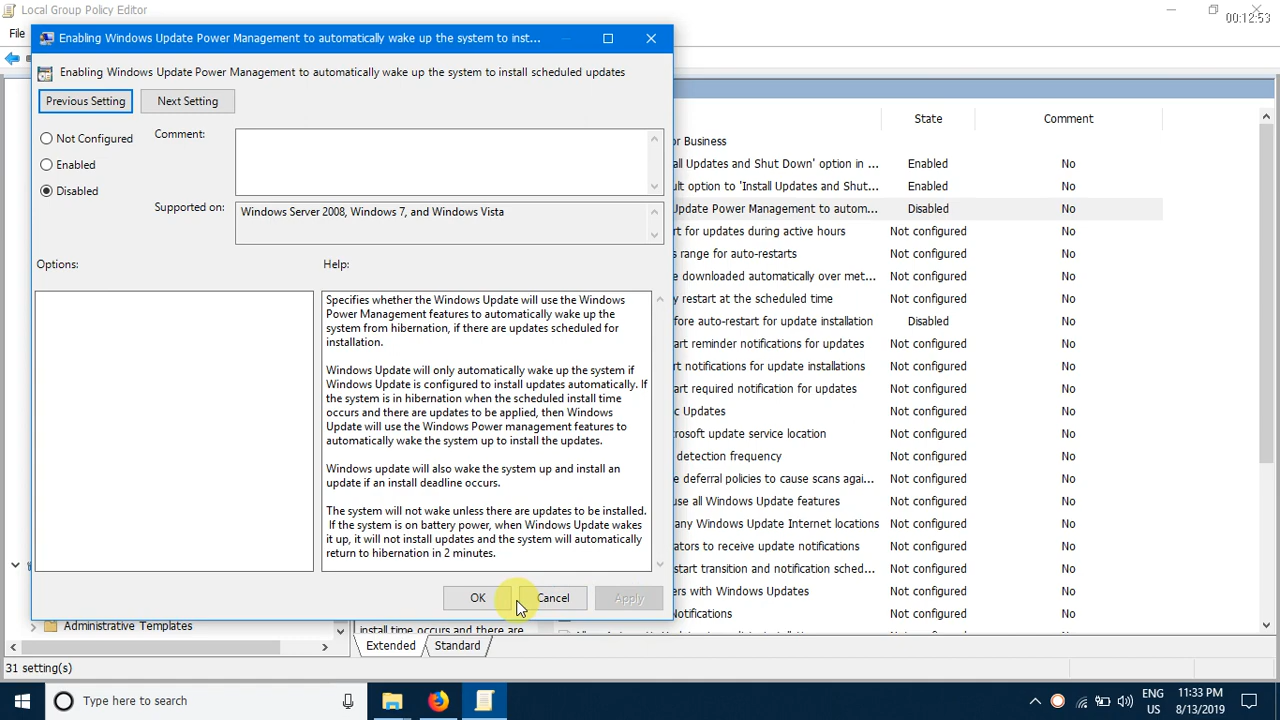 Local Group Policy Editor
00:12:53
File
Enabling Windows Update Power Management to automatically wake up the system to inst...
Enabling Windows Update Power Management to automatically wake up the system to install scheduled updates
Previous Setting
Next Setting
Not Configured
Enabled
Disabled
Comment:
Supported on:
Windows Server 2008, Windows 7, and Windows Vista
Options:
Help:
Specifies whether the Windows Update will use the Windows
Power Management features to automatically wake up the
system from hibernation, if there are updates scheduled for
installation.
Windows Update will only automatically wake up the system if
Windows Update is configured to install updates automatically. If
the system is in hibernation when the scheduled install time
occurs and there are updates to be applied, then Windows
Update will use the Windows Power management features to
automatically wake the system up to install the updates.
Windows update will also wake the system up and install an
update if an install deadline occurs.
The system will not wake unless there are updates to be installed.
If the system is on battery power, when Windows Update wakes
it up, it will not install updates and the system will automatically
return to hibernation in 2 minutes.
OK
Cancel
Apply
State
Comment
or Business
all Updates and Shut Down' option in ... Enabled No
ult option to 'Install Updates and Shut... Enabled No
Update Power Management to autom... Disabled No
rt for updates during active hours Not configured No
s range for auto-restarts Not configured No
e downloaded automatically over met... Not configured No
y restart at the scheduled time Not configured No
fore auto-restart for update installation Disabled No
rt reminder notifications for updates Not configured No
rt notifications for update installations Not configured No
rt required notification for updates Not configured No
ic Updates Not configured No
rosoft update service location Not configured No
detection frequency Not configured No
e deferral policies to cause scans agai... Not configured No
use all Windows Update features Not configured No
any Windows Update Internet locations Not configured No
ators to receive update notifications Not configured No
start transition and notification sched... Not configured No
ers with Windows Updates Not configured No
Notifications Not configured No
Administrative Templates
install time occurs and there are
Extended
Standard
31 setting(s)
Type here to search
ENG
US
11:33 PM
8/13/2019